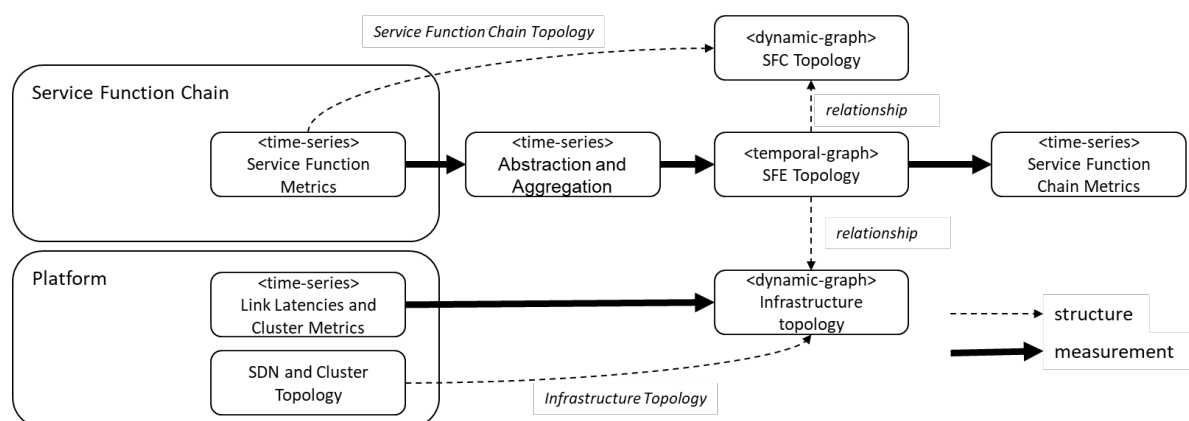 Service Function Chain Topology
<dynamic-graph>
SFC Topology
Service Function Chain
relationship
<time-series>
Service Function
Metrics
<time-series>
Abstraction and
Aggregation
<temporal-graph>
SFE Topology
<time-series>
Service Function
Chain Metrics
relationship
Platform
<time-series>
Link Latencies and
Cluster Metrics
<dynamic-graph>
Infrastructure
topology
structure
measurement
SDN and Cluster
Topology
Infrastructure Topology